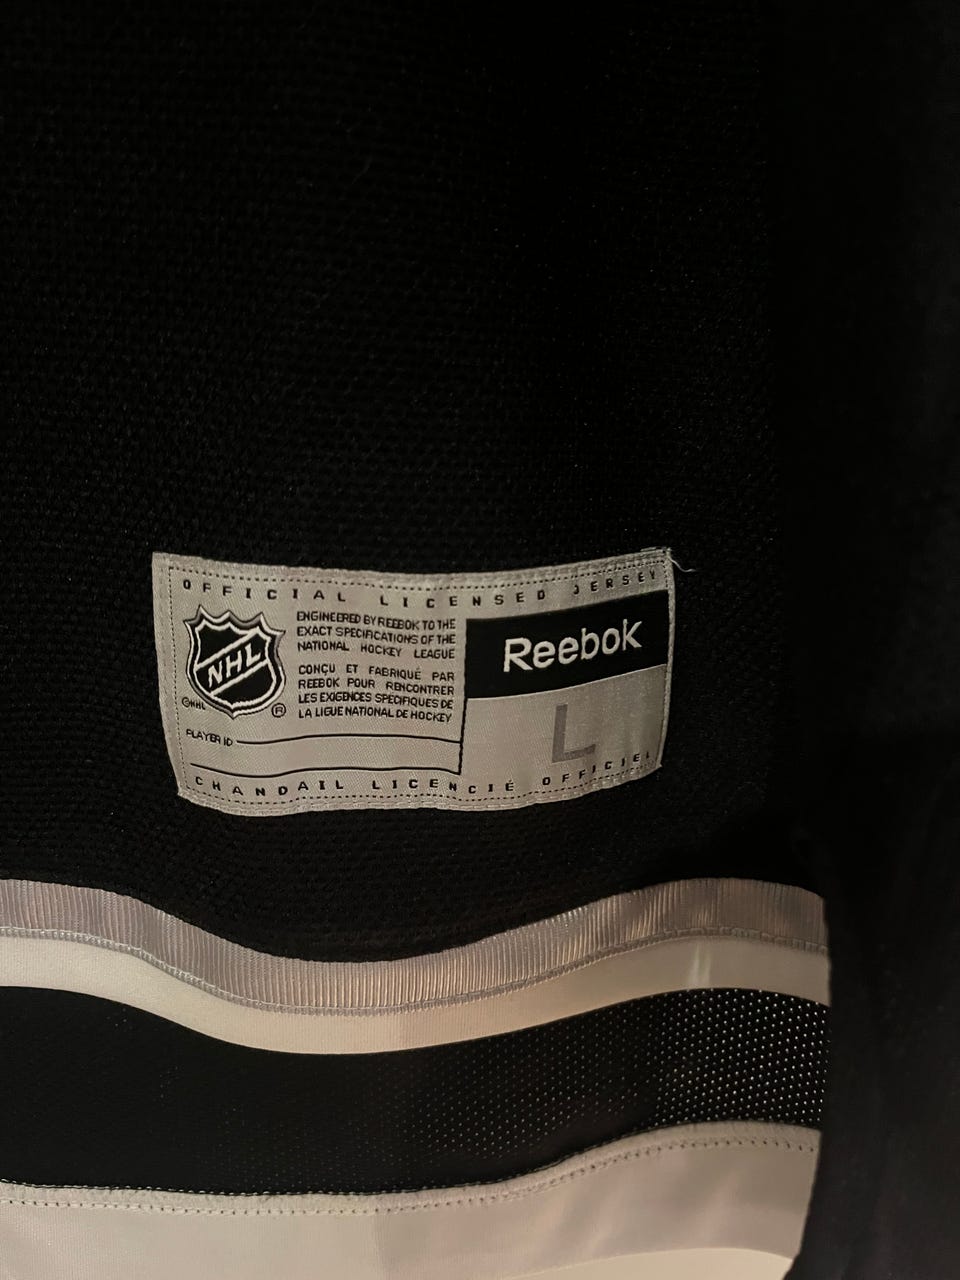 OFFICIAL LICENSED JERSEY
NHL
©NHL
®
ENGINEERED BY REEBOK TO THE
EXACT SPECIFICATIONS OF THE
NATIONAL HOCKEY LEAGUE
CONÇU ET FABRIQUÉ PAR
REEBOK POUR RENCONTRER
LES EXIGENCES SPÉCIFIQUES DE
LA LIGUE NATIONAL DE HOCKEY
PLAYER ID
Reebok
L
CHANDAIL LICENCIÉ OFFICIEL